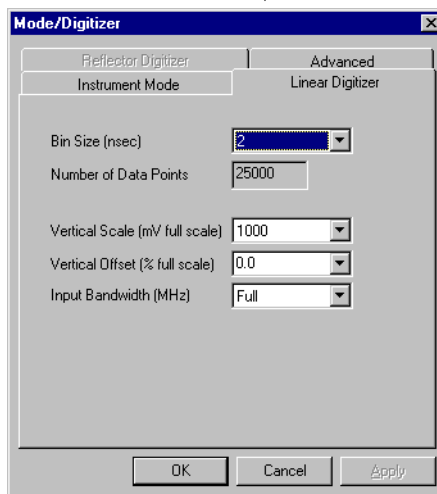 Mode/Digitizer
Reflector Digitizer Advanced
Instrument Mode Linear Digitizer
Bin Size (nsec) 2
Number of Data Points 25000
Vertical Scale (mV full scale) 1000
Vertical Offset (% full scale) 0.0
Input Bandwidth (MHz) Full
OK Cancel Apply